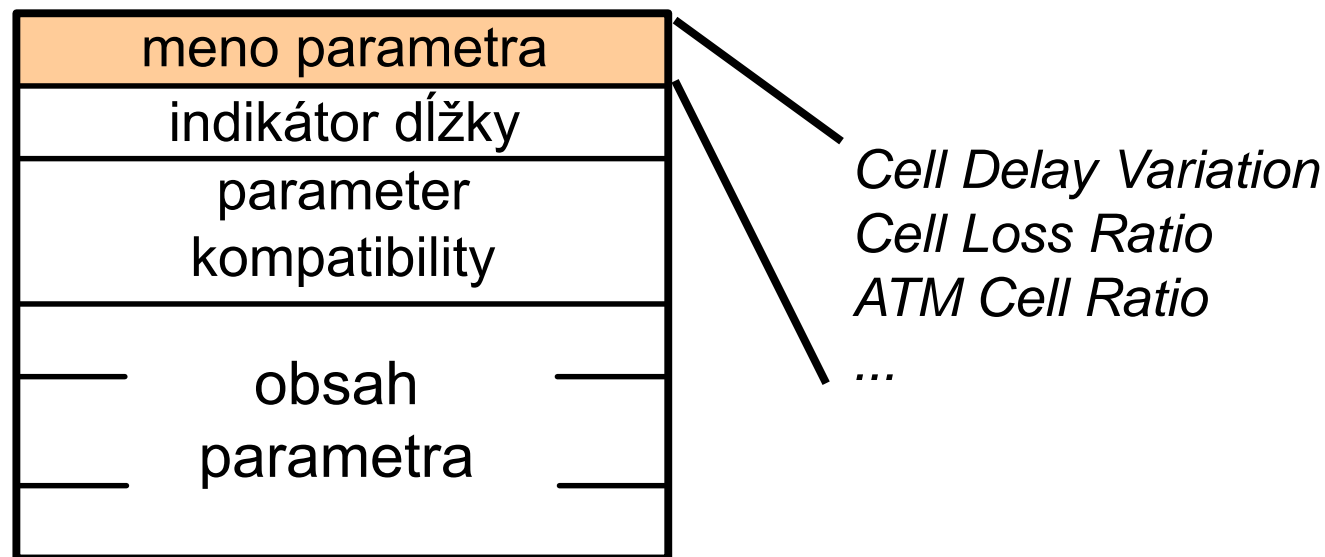 meno parametra
indikátor dĺžky
parameter
kompatibility
obsah
parametra
Cell Delay Variation
Cell Loss Ratio
ATM Cell Ratio
...